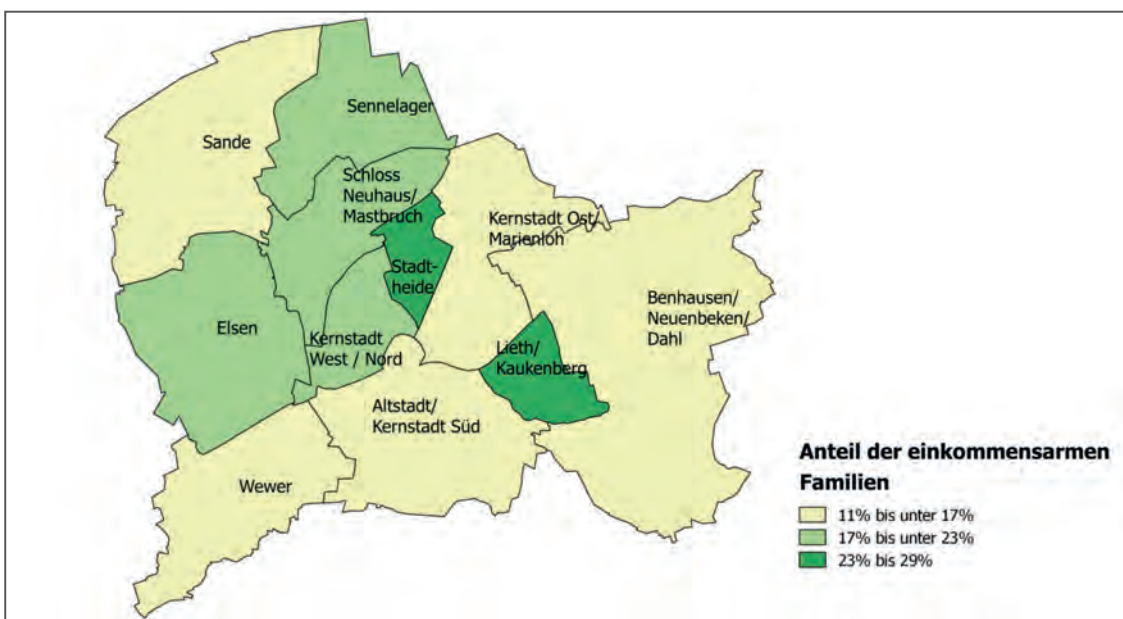 Sennelager
Sande
Schloss
Neuhaus/
Mastbruch
Kernstadt Ost/
Marienloh
Stadt-
heide
Benhausen/
Neuenbeken/
Dahl
Elsen
Kernstadt
West / Nord
Lieth/
Kaukenberg
Altstadt/
Kernstadt Süd
Wewer
Anteil der einkommensarmen
Familien
11% bis unter 17%
17% bis unter 23%
23% bis 29%